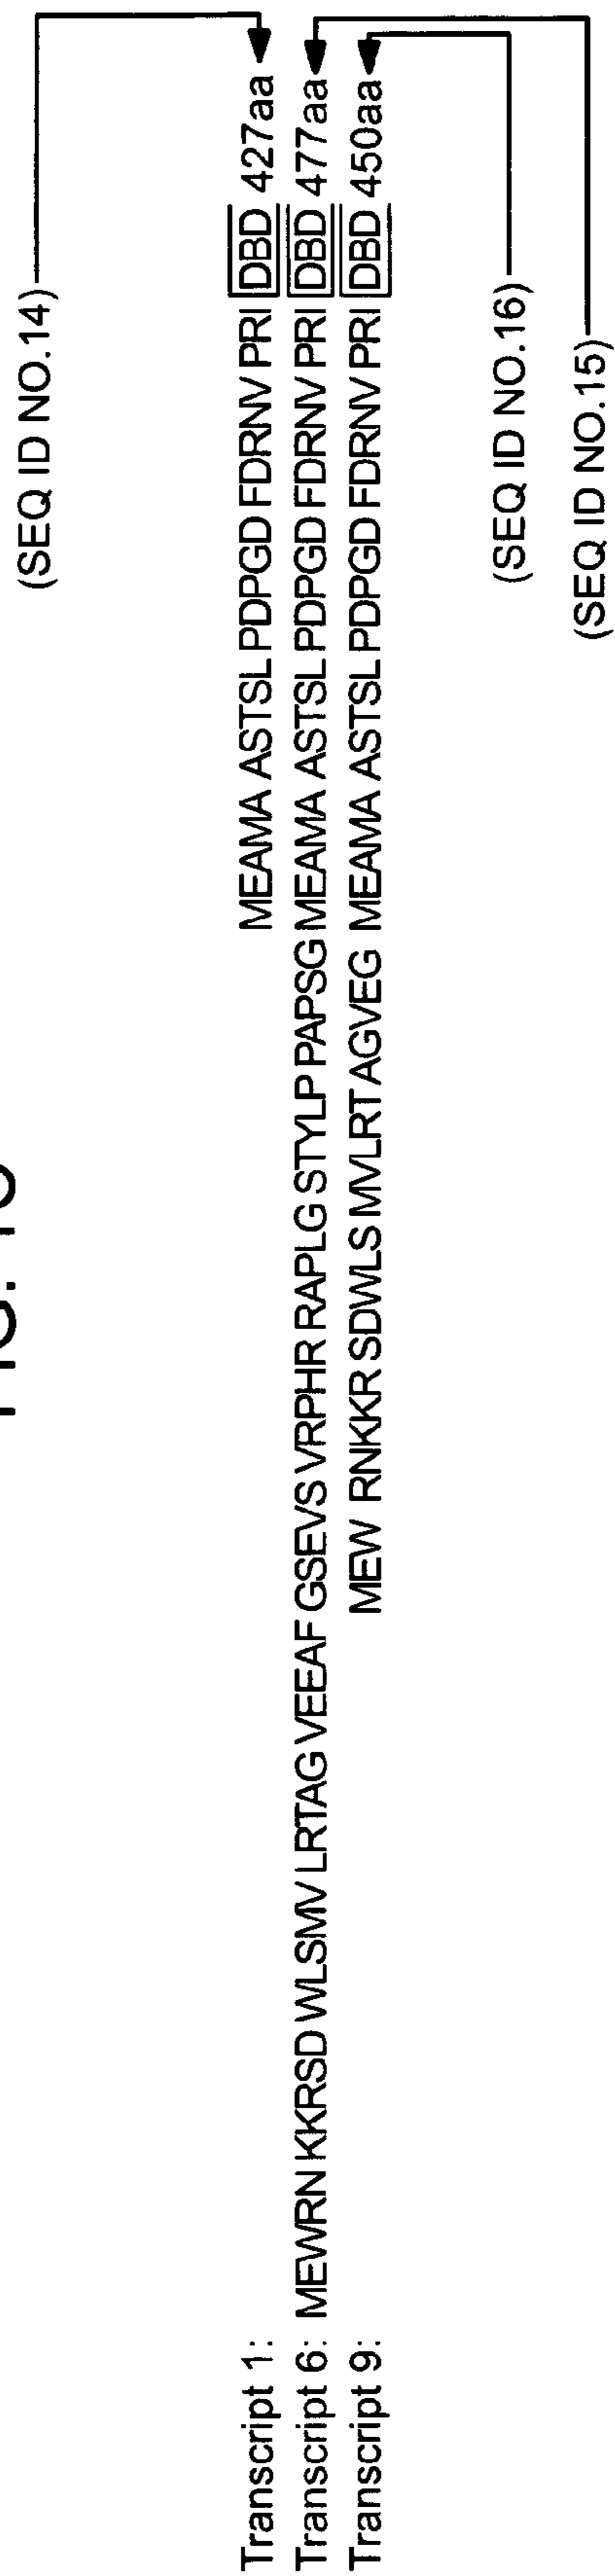 (SEQ ID NO.14)
Transcript 1: MEAMA ASTSL PDPGD FDRNV PRI DBD 427aa
Transcript 6: MEWRN KKRSD WLSMV LRTAG VEEAF GSEVS VRPHR RAPLG STYLP PAPSG MEAMA ASTSL PDPGD FDRNV PRI DBD 477aa
Transcript 9: MEW RNKKR SDWLS MVLRT AGVEG MEAMA ASTSL PDPGD FDRNV PRI DBD 450aa
(SEQ ID NO.16)
(SEQ ID NO.15)